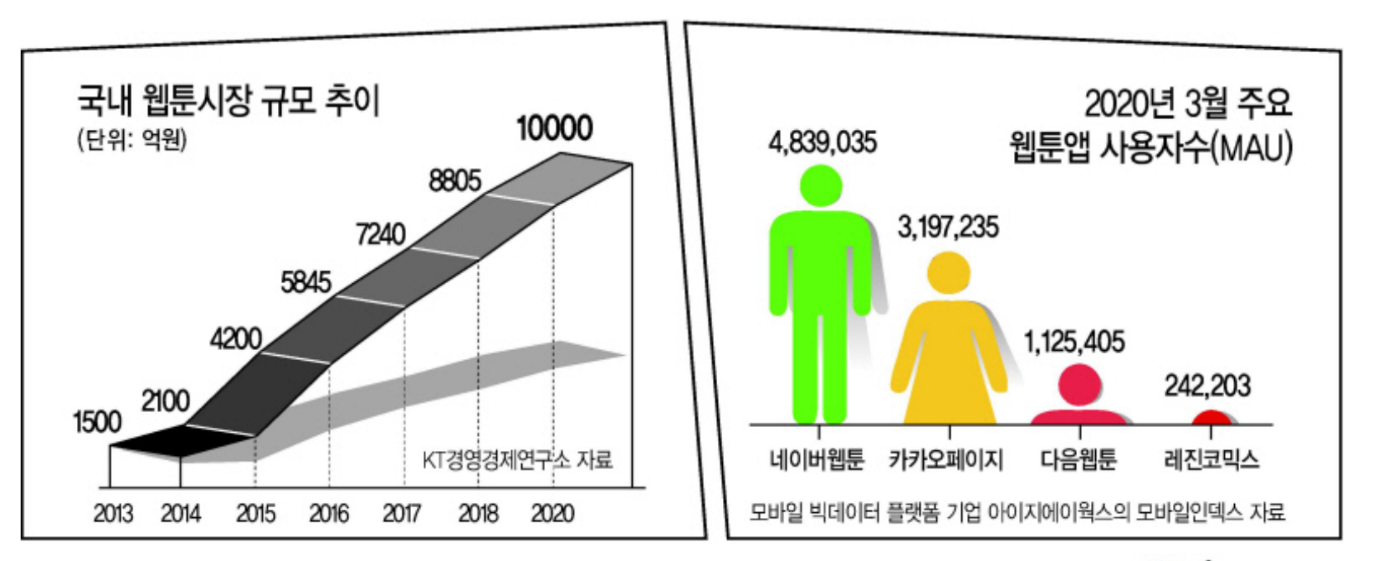 국내 웹툰시장 규모 추이
(단위: 억원)
10000
8805
7240
5845
4200
2100
1500
KT경영경제연구소 자료
2013 2014 2015 2016 2017 2018 2020
2020년 3월 주요
웹툰앱 사용자수(MAU)
4,839,035
3,197,235
1,125,405
242,203
네이버웹툰 카카오페이지 다음웹툰 레진코믹스
모바일 빅데이터 플랫폼 기업 아이지에이웍스의 모바일인덱스 자료